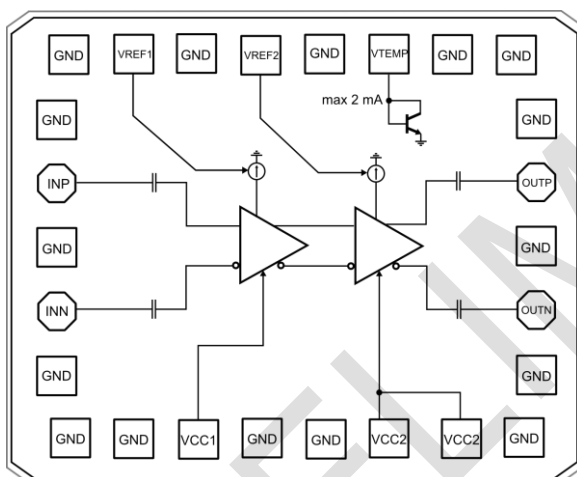 GND VREF1 GND VREF2 GND VTEMP GND GND
max 2 mA
GND GND
INP OUTP
GND GND
INN OUTN
GND GND
GND GND VCC1 GND GND VCC2 VCC2 GND